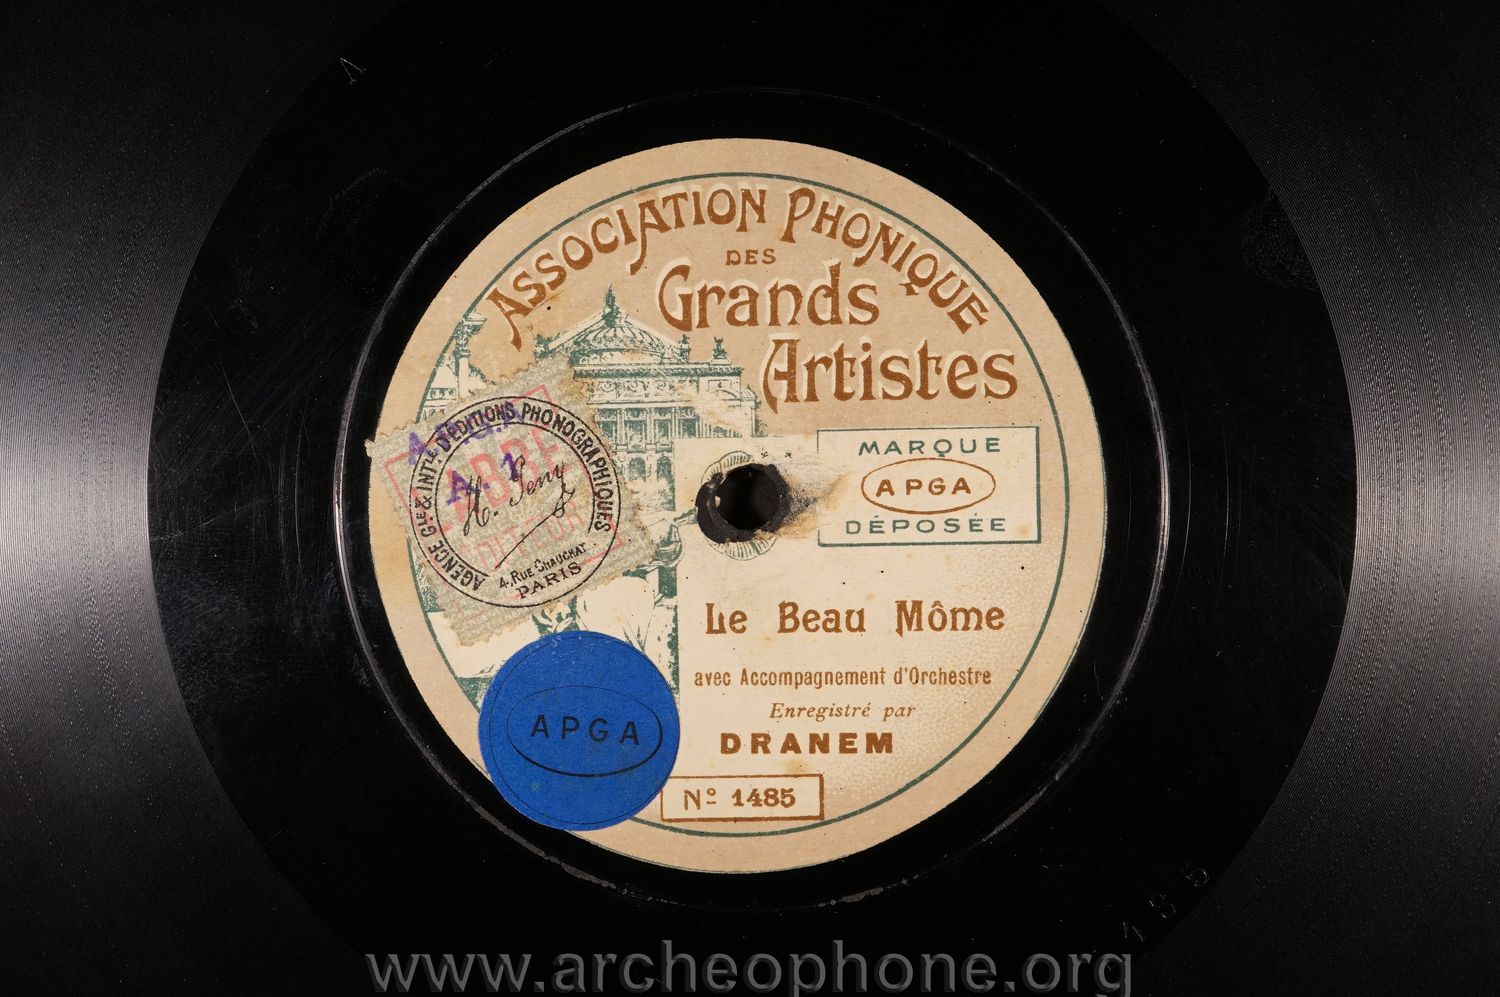 ASSOCIATION PHONIQUE
DES
Grands
Artistes
MARQUE
APGA
DÉPOSÉE
AGENCE Gle & INTle D'ÉDITIONS PHONOGRAPHIQUES
4, RUE CHAUCHAT
PARIS
Le Beau Môme
avec Accompagnement d'Orchestre
Enregistré par
DRANEM
Nº 1485
APGA
www.archeophone.org